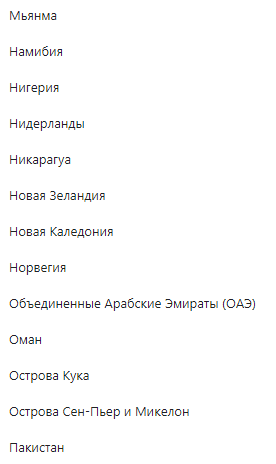 Мьянма
Намибия
Нигерия
Нидерланды
Никарагуа
Новая Зеландия
Новая Каледония
Норвегия
Объединенные Арабские Эмираты (ОАЭ)
Оман
Острова Кука
Острова Сен-Пьер и Микелон
Пакистан